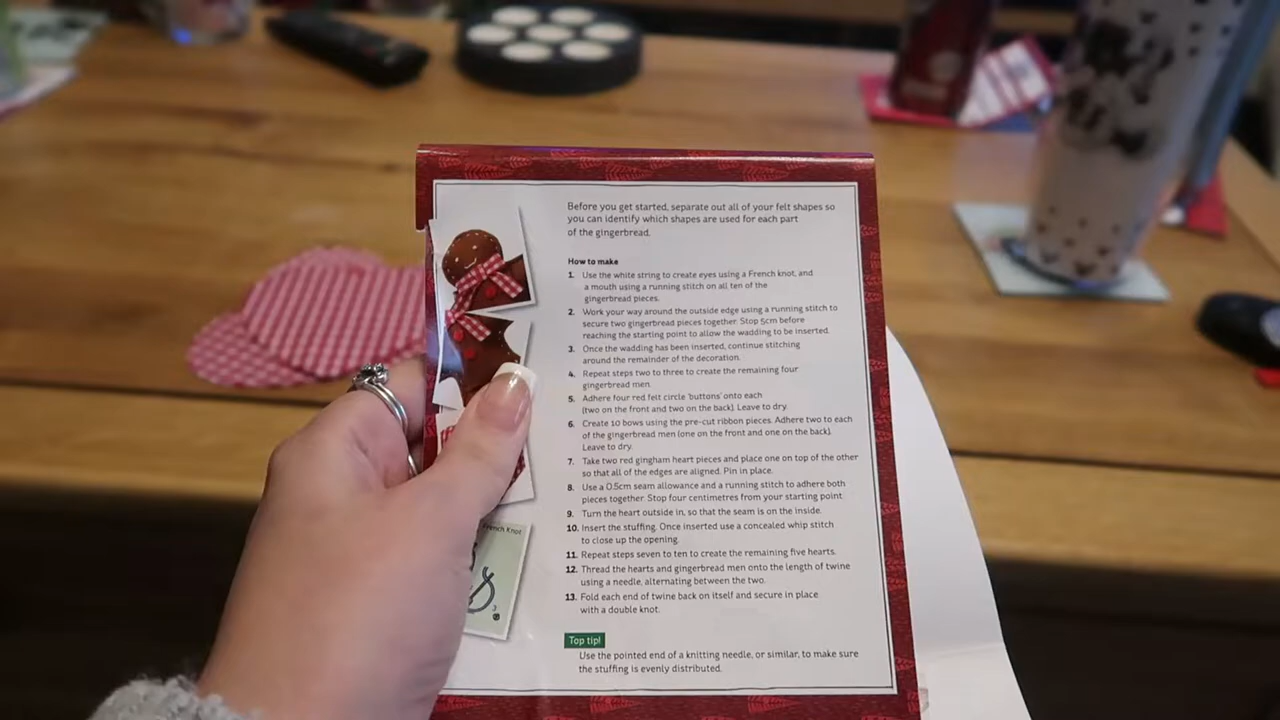 Before you get started, separate out all of your felt shapes so
you can identify which shapes are used for each part
of the gingerbread.
How to make
1. Use the white string to create eyes using a French knot, and
a mouth using a running stitch on all ten of the
gingerbread pieces.
2. Work your way around the outside edge using a running stitch to
secure two gingerbread pieces together. Stop 5cm before
reaching the starting point to allow the wadding to be inserted.
3. Once the wadding has been inserted, continue stitching
around the remainder of the decoration.
4. Repeat steps two to three to create the remaining four
gingerbread men.
5. Adhere four red felt circle 'buttons' onto each
(two on the front and two on the back). Leave to dry.
6. Create 10 bows using the pre-cut ribbon pieces. Adhere two to each
of the gingerbread men (one on the front and one on the back).
Leave to dry.
7. Take two red gingham heart pieces and place one on top of the other
so that all of the edges are aligned. Pin in place.
8. Use a 0.5cm seam allowance and a running stitch to adhere both
pieces together. Stop four centimetres from your starting point
9. Turn the heart outside in, so that the seam is on the inside.
10. Insert the stuffing. Once inserted use a concealed whip stitch
to close up the opening.
11. Repeat steps seven to ten to create the remaining five hearts.
12. Thread the hearts and gingerbread men onto the length of twine
using a needle, alternating between the two.
13. Fold each end of twine back on itself and secure in place
with a double knot.
French Knot
3
Top tip!
Use the pointed end of a knitting needle, or similar, to make sure
the stuffing is evenly distributed.